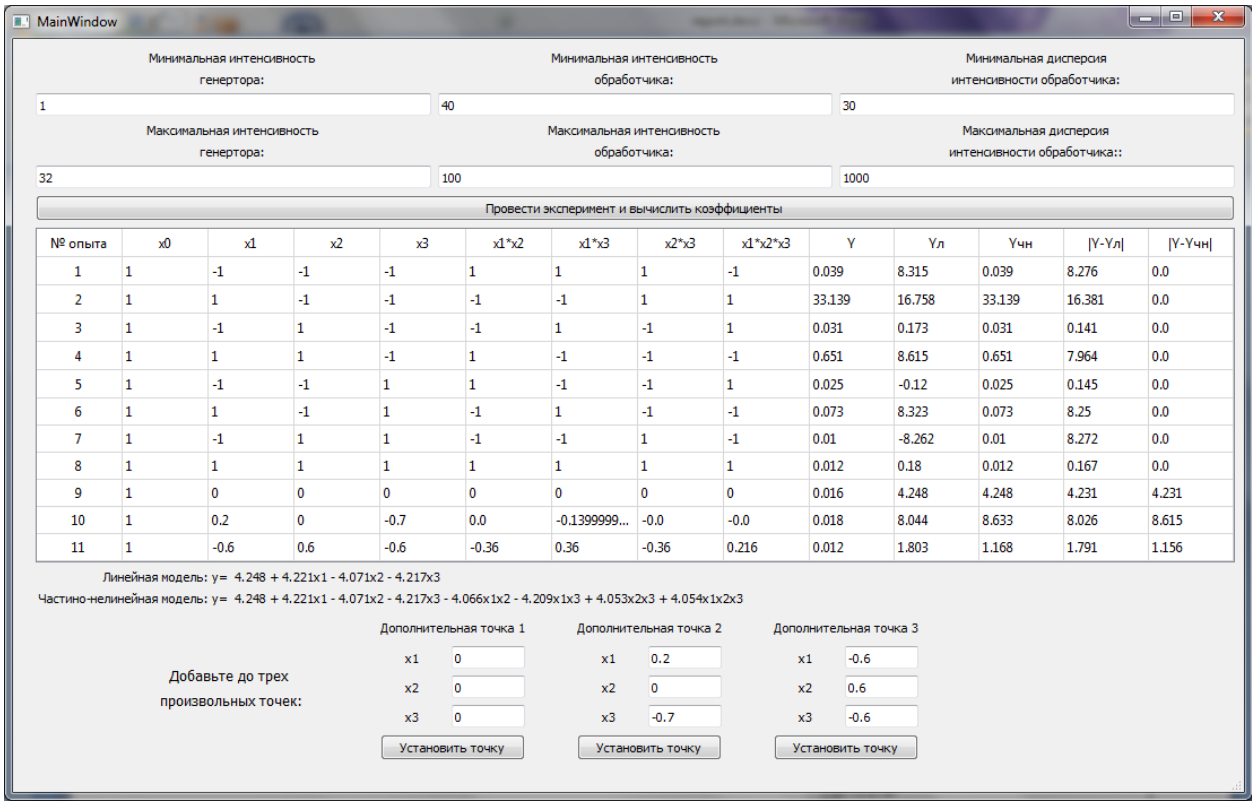 MainWindow
Минимальная интенсивность генертора:
Минимальная интенсивность обработчика:
Минимальная дисперсия интенсивности обработчика:
1 40 30
Максимальная интенсивность генертора:
Максимальная интенсивность обработчика:
Максимальная дисперсия интенсивности обработчика::
32 100 1000
Провести эксперимент и вычислить коэффициенты
№ опыта x0 x1 x2 x3 x1*x2 x1*x3 x2*x3 x1*x2*x3 Y Yл Yчн |Y-Yл| |Y-Yчн|
1 1 -1 -1 -1 1 1 1 -1 0.039 8.315 0.039 8.276 0.0
2 1 1 -1 -1 -1 -1 1 1 33.139 16.758 33.139 16.381 0.0
3 1 -1 1 -1 -1 1 -1 1 0.031 0.173 0.031 0.141 0.0
4 1 1 1 -1 1 -1 -1 -1 0.651 8.615 0.651 7.964 0.0
5 1 -1 -1 1 1 -1 -1 1 0.025 -0.12 0.025 0.145 0.0
6 1 1 -1 1 -1 1 -1 -1 0.073 8.323 0.073 8.25 0.0
7 1 -1 1 1 -1 -1 1 -1 0.01 -8.262 0.01 8.272 0.0
8 1 1 1 1 1 1 1 1 0.012 0.18 0.012 0.167 0.0
9 1 0 0 0 0 0 0 0 0.016 4.248 4.248 4.231 4.231
10 1 0.2 0 -0.7 0.0 -0.1399999... -0.0 -0.0 0.018 8.044 8.633 8.026 8.615
11 1 -0.6 0.6 -0.6 -0.36 0.36 -0.36 0.216 0.012 1.803 1.168 1.791 1.156
Линейная модель: y= 4.248 + 4.221x1 - 4.071x2 - 4.217x3
Частино-нелинейная модель: y= 4.248 + 4.221x1 - 4.071x2 - 4.217x3 - 4.066x1x2 - 4.209x1x3 + 4.053x2x3 + 4.054x1x2x3
Добавьте до трех
произвольных точек:
Дополнительная точка 1 Дополнительная точка 2 Дополнительная точка 3
x1 0 x1 0.2 x1 -0.6
x2 0 x2 0 x2 0.6
x3 0 x3 -0.7 x3 -0.6
Установить точку Установить точку Установить точку